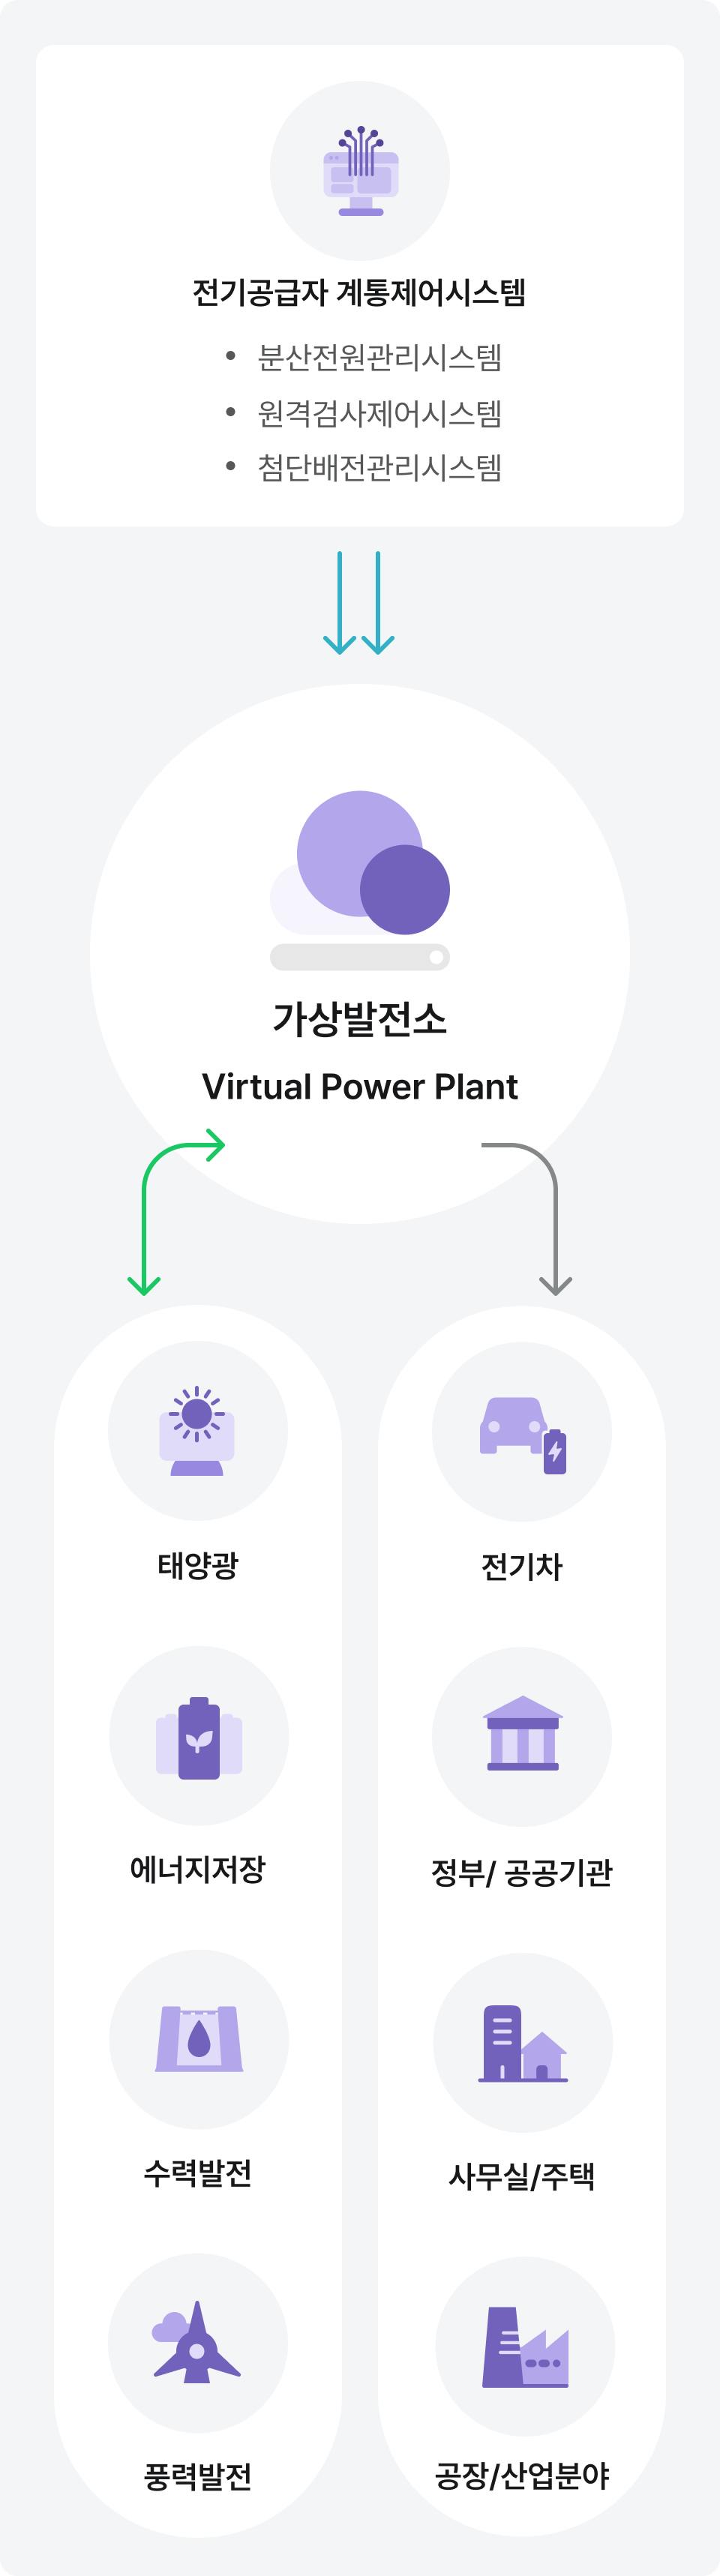 전기공급자 계통제어시스템
• 분산전원관리시스템
• 원격검사제어시스템
• 첨단배전관리시스템
가상발전소
Virtual Power Plant
태양광
에너지저장
수력발전
풍력발전
전기차
정부/ 공공기관
사무실/주택
공장/산업분야